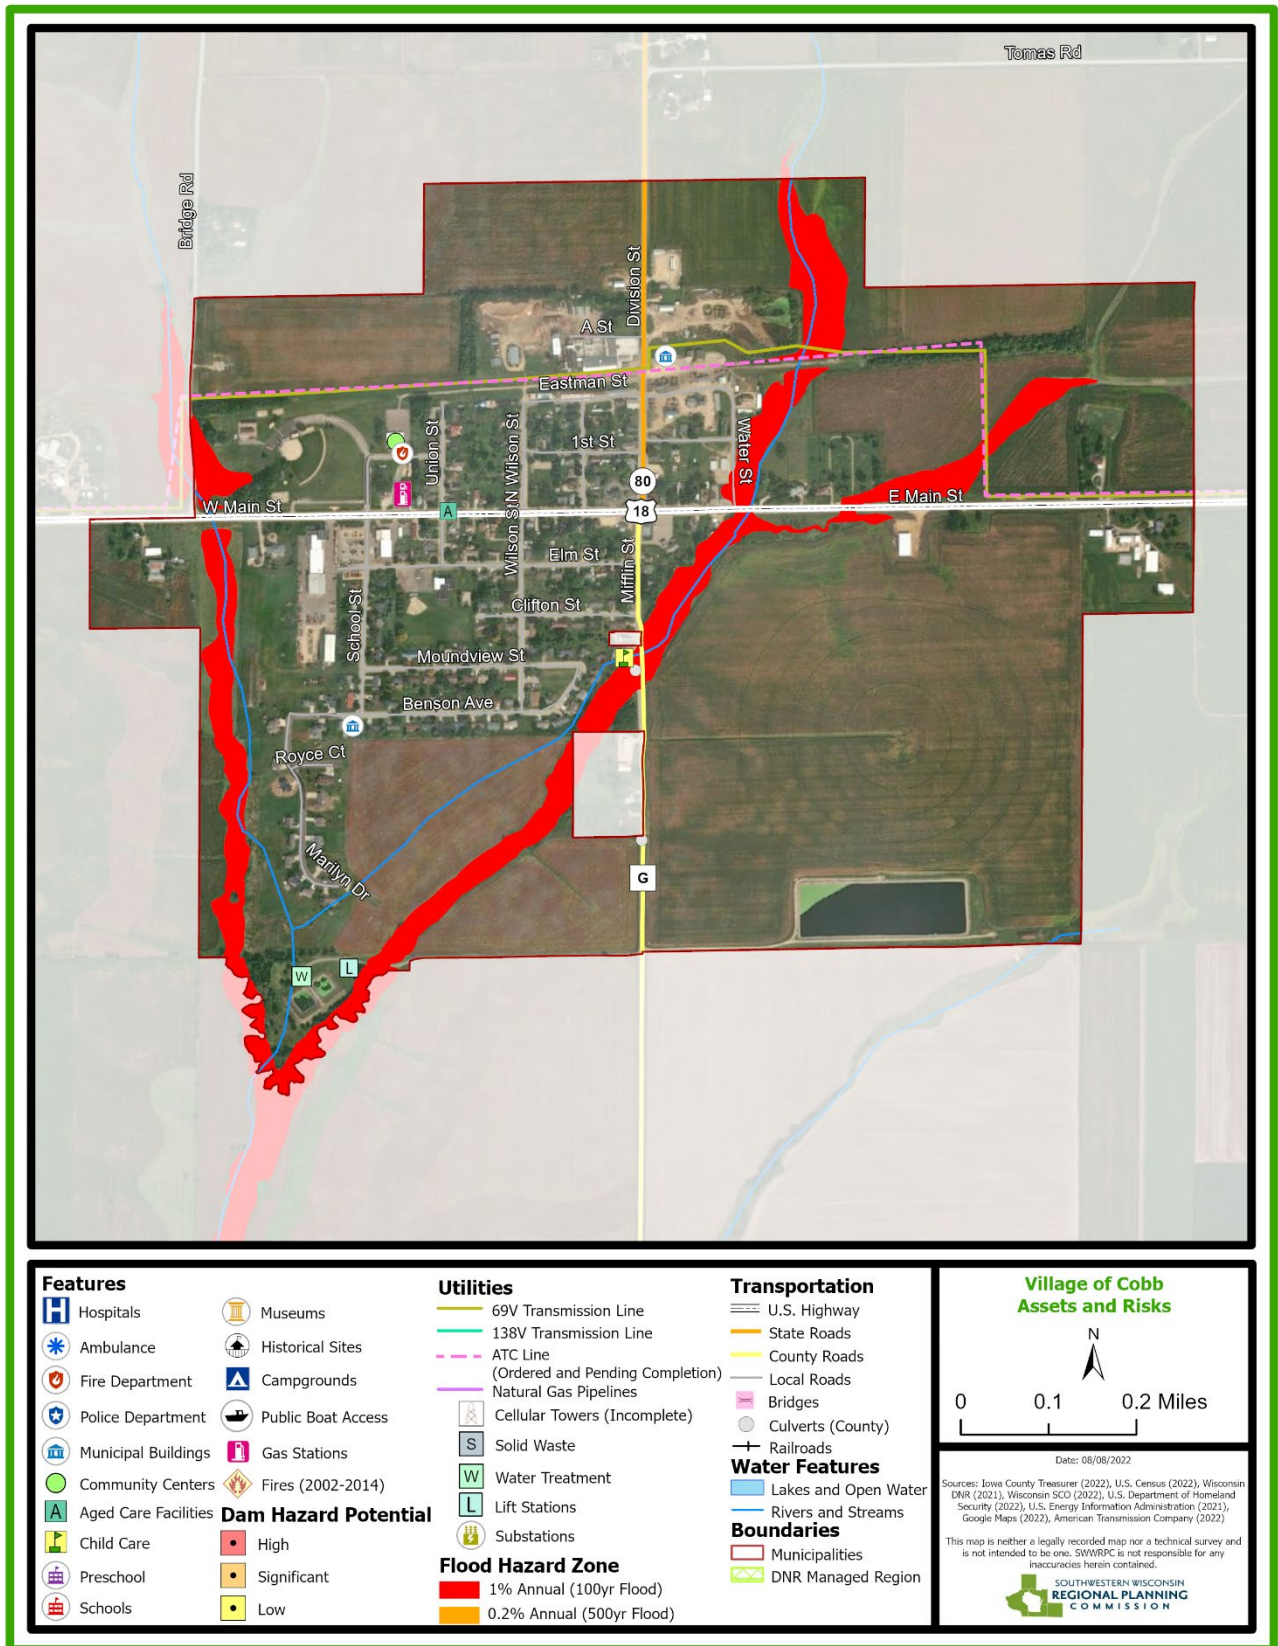 Tomas Rd
Bridge Rd
Division St
A St
Eastman St
Union St
Wilson St
N Wilson St
1st St
Water St
80
W Main St
A
18
E Main St
Elm St
Mifflin St
Clifton St
School St
Moundview St
Benson Ave
Royce Ct
Marilyn Dr
G
W
L
Features
H Hospitals
Ambulance
Fire Department
Police Department
Municipal Buildings
Community Centers
A Aged Care Facilities
Child Care
Preschool
Schools
Museums
Historical Sites
Campgrounds
Public Boat Access
Gas Stations
Fires (2002-2014)
Dam Hazard Potential
High
Significant
Low
Utilities
69V Transmission Line
138V Transmission Line
ATC Line
(Ordered and Pending Completion)
Natural Gas Pipelines
Cellular Towers (Incomplete)
S Solid Waste
W Water Treatment
L Lift Stations
Substations
Flood Hazard Zone
1% Annual (100yr Flood)
0.2% Annual (500yr Flood)
Transportation
U.S. Highway
State Roads
County Roads
Local Roads
Bridges
Culverts (County)
Railroads
Water Features
Lakes and Open Water
Rivers and Streams
Boundaries
Municipalities
DNR Managed Region
Village of Cobb
Assets and Risks
N
0 0.1 0.2 Miles
Date: 08/08/2022
Sources: Iowa County Treasurer (2022), U.S. Census (2022), Wisconsin
DNR (2021), Wisconsin SCO (2022), U.S. Department of Homeland
Security (2022), U.S. Energy Information Administration (2021),
Google Maps (2022), American Transmission Company (2022)
This map is neither a legally recorded map nor a technical survey and
is not intended to be one. SWWRPC is not responsible for any
inaccuracies herein contained.
SOUTHWESTERN WISCONSIN
REGIONAL PLANNING
COMMISSION